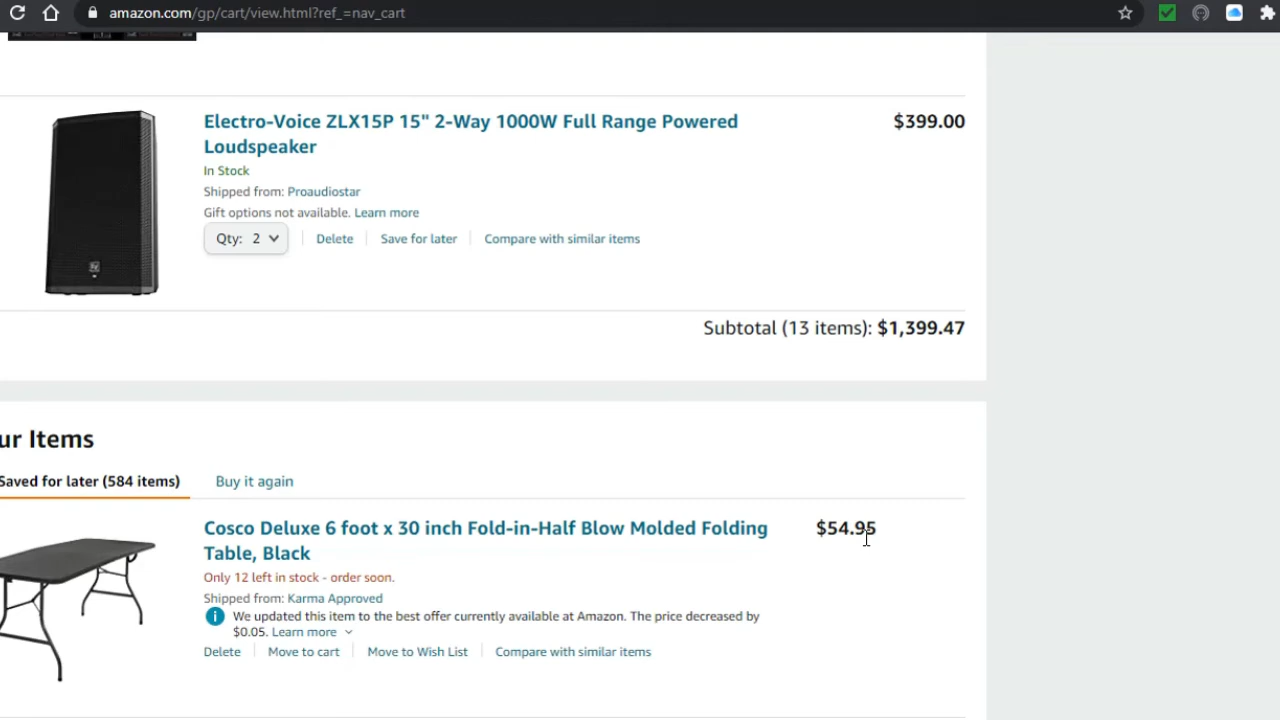 amazon.com/gp/cart/view.html?ref_=nav_cart
Electro-Voice ZLX15P 15" 2-Way 1000W Full Range Powered
Loudspeaker
$399.00
In Stock
Shipped from: Proaudiostar
Gift options not available. Learn more
Qty: 2
Delete
Save for later
Compare with similar items
Subtotal (13 items): $1,399.47
ur Items
Saved for later (584 items)
Buy it again
Cosco Deluxe 6 foot x 30 inch Fold-in-Half Blow Molded Folding
Table, Black
$54.95
Only 12 left in stock - order soon.
Shipped from: Karma Approved
We updated this item to the best offer currently available at Amazon. The price decreased by
$0.05. Learn more
Delete
Move to cart
Move to Wish List
Compare with similar items